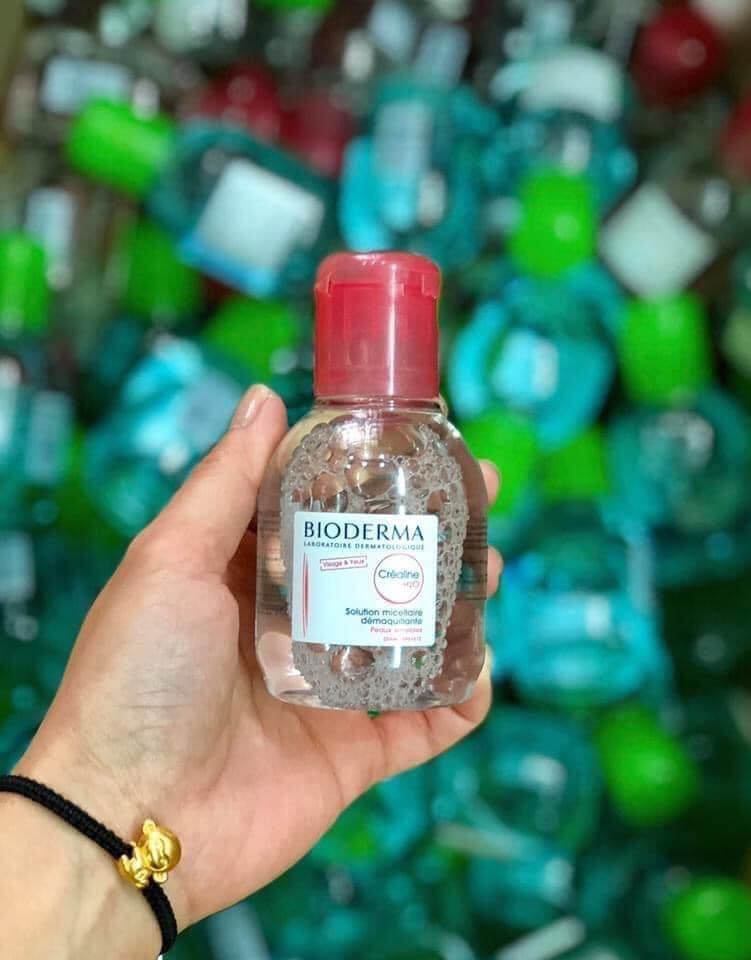 BIODERMA
LABORATOIRE DERMATOLOGIQUE
Visage & Yeux
Créaline
H2O
Solution micellaire
démaquillante
Peaux sensibles